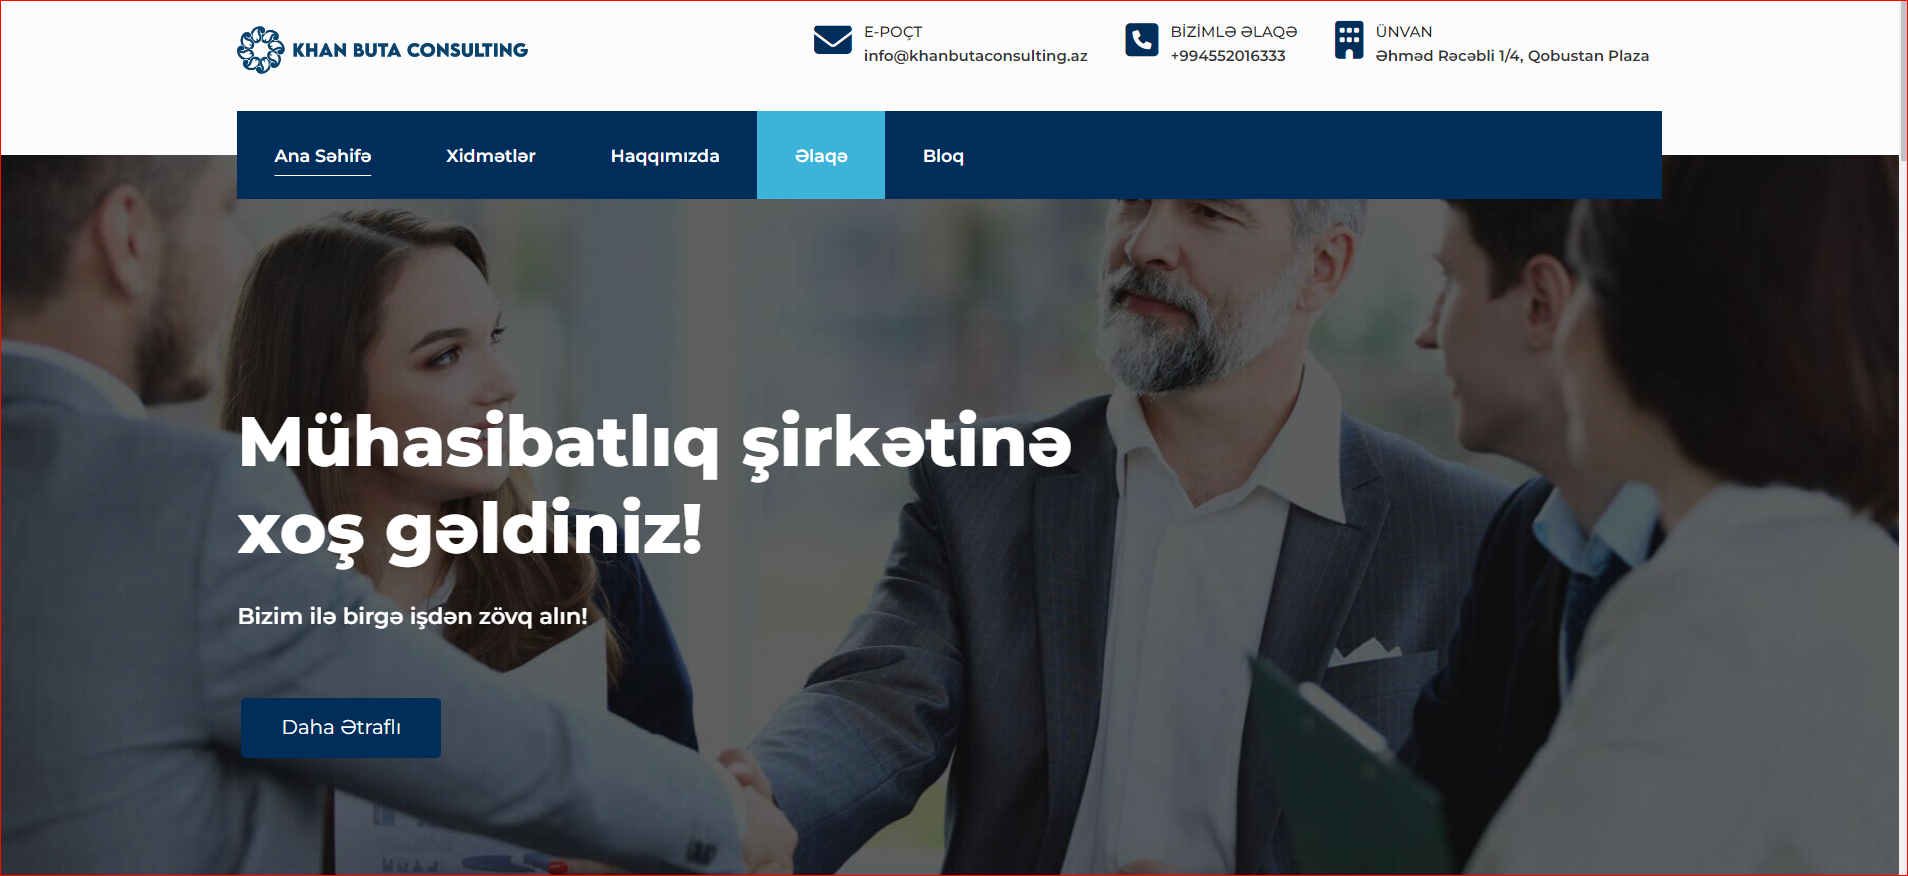 KHAN BUTA CONSULTING
E-POÇT
info@khanbutaconsulting.az
BİZİMLƏ ƏLAQƏ
+994552016333
ÜNVAN
Əhməd Rəcəbli 1/4, Qobustan Plaza
Ana Səhifə
Xidmətlər
Haqqımızda
Əlaqə
Bloq
Mühasibatlıq şirkətinə
xoş gəldiniz!
Bizim ilə birgə işdən zövq alın!
Daha Ətraflı